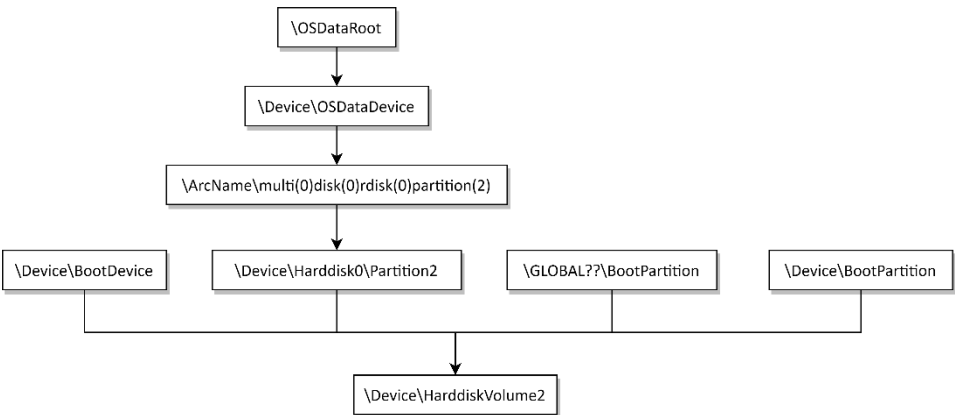 \OSDataRoot
\Device\OSDataDevice
\ArcName\multi(0)disk(0)rdisk(0)partition(2)
\Device\BootDevice
\Device\Harddisk0\Partition2
\GLOBAL??\BootPartition
\Device\BootPartition
\Device\HarddiskVolume2